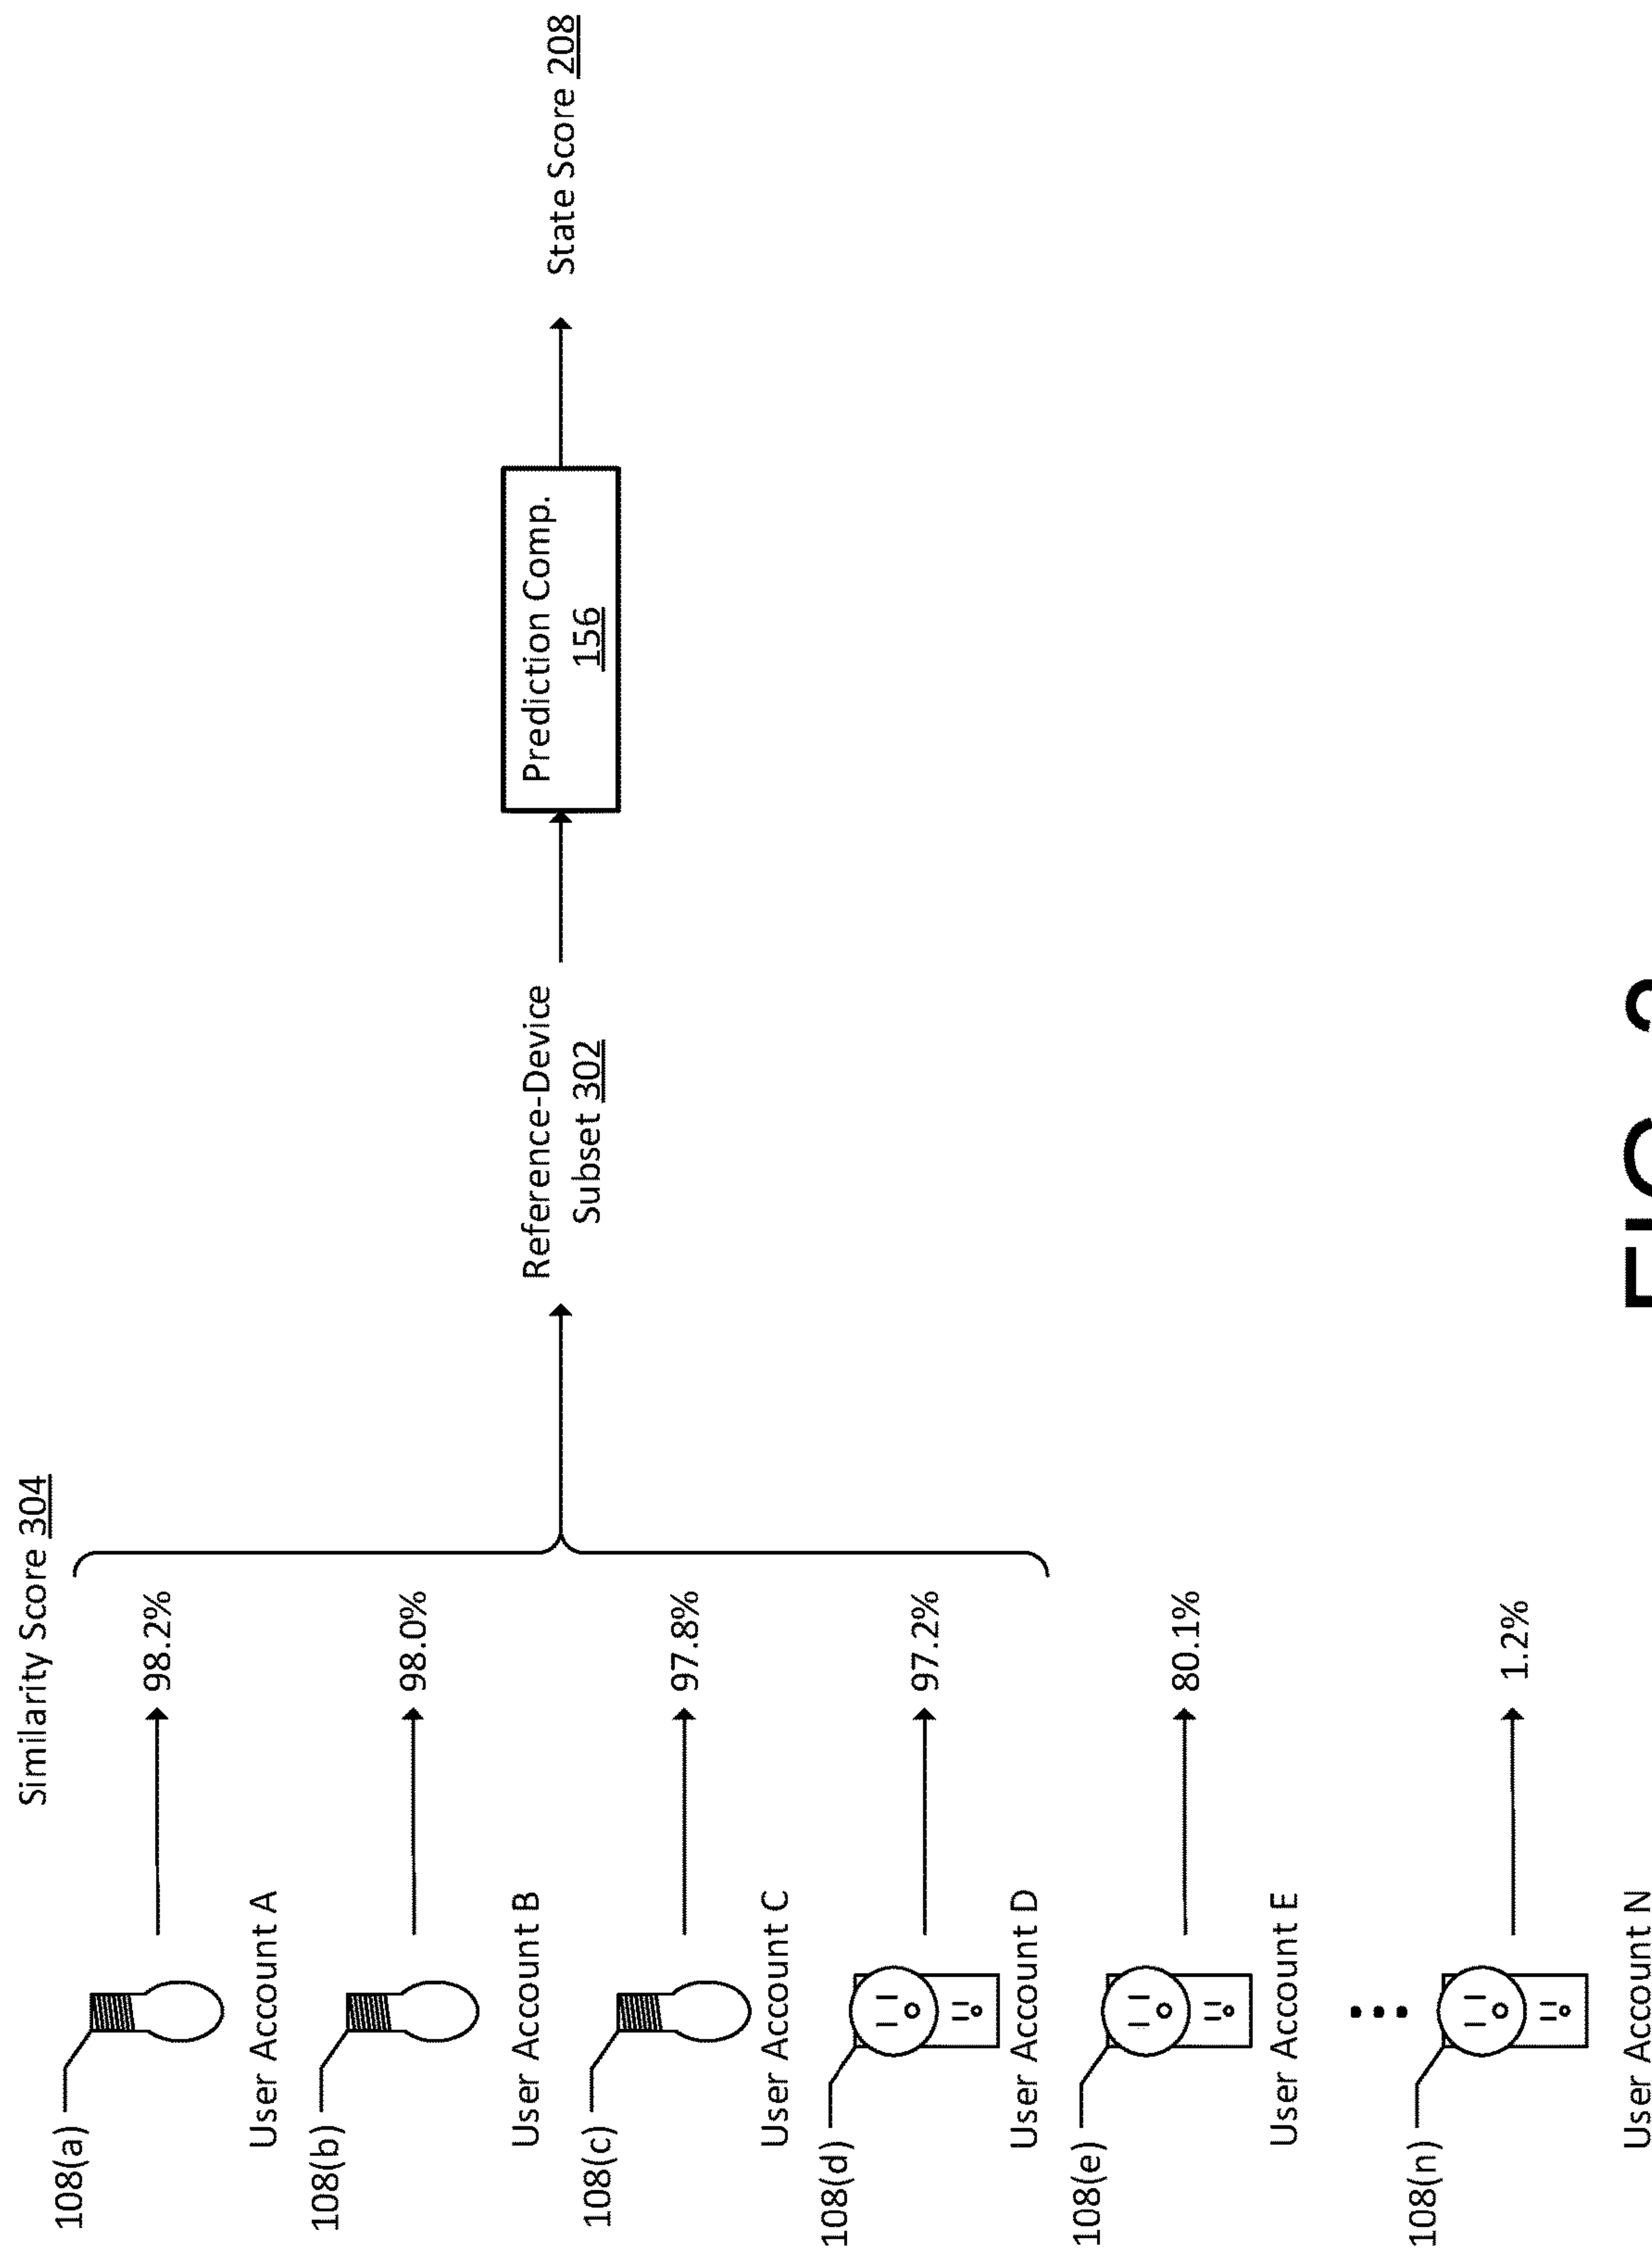 Similarity Score 304
108(a)
98.2%
User Account A
108(b)
98.0%
User Account B
108(c)
97.8%
User Account C
108(d)
97.2%
User Account D
108(e)
80.1%
User Account E
108(n)
1.2%
User Account N
Reference-Device
Subset 302
Prediction Comp.
156
State Score 208